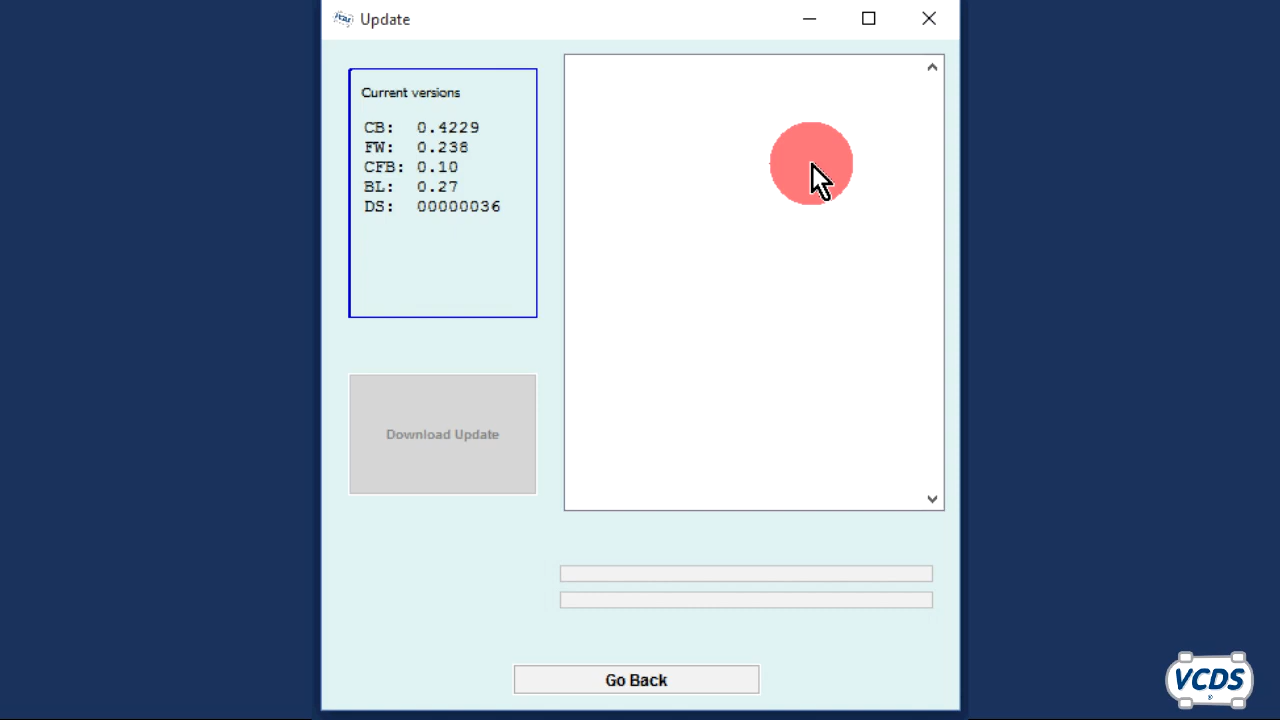 Update
Current versions
CB: 0.4229
FW: 0.238
CFB: 0.10
BL: 0.27
DS: 00000036
Download Update
Go Back
VCDS
®